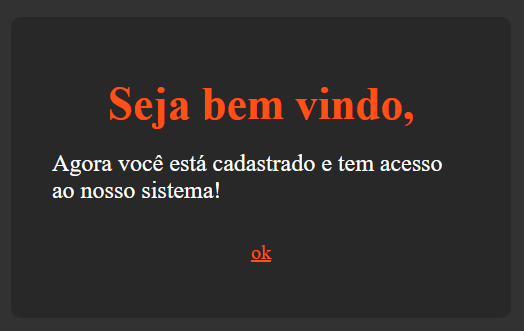 Seja bem vindo,
Agora você está cadastrado e tem acesso
ao nosso sistema!
ok